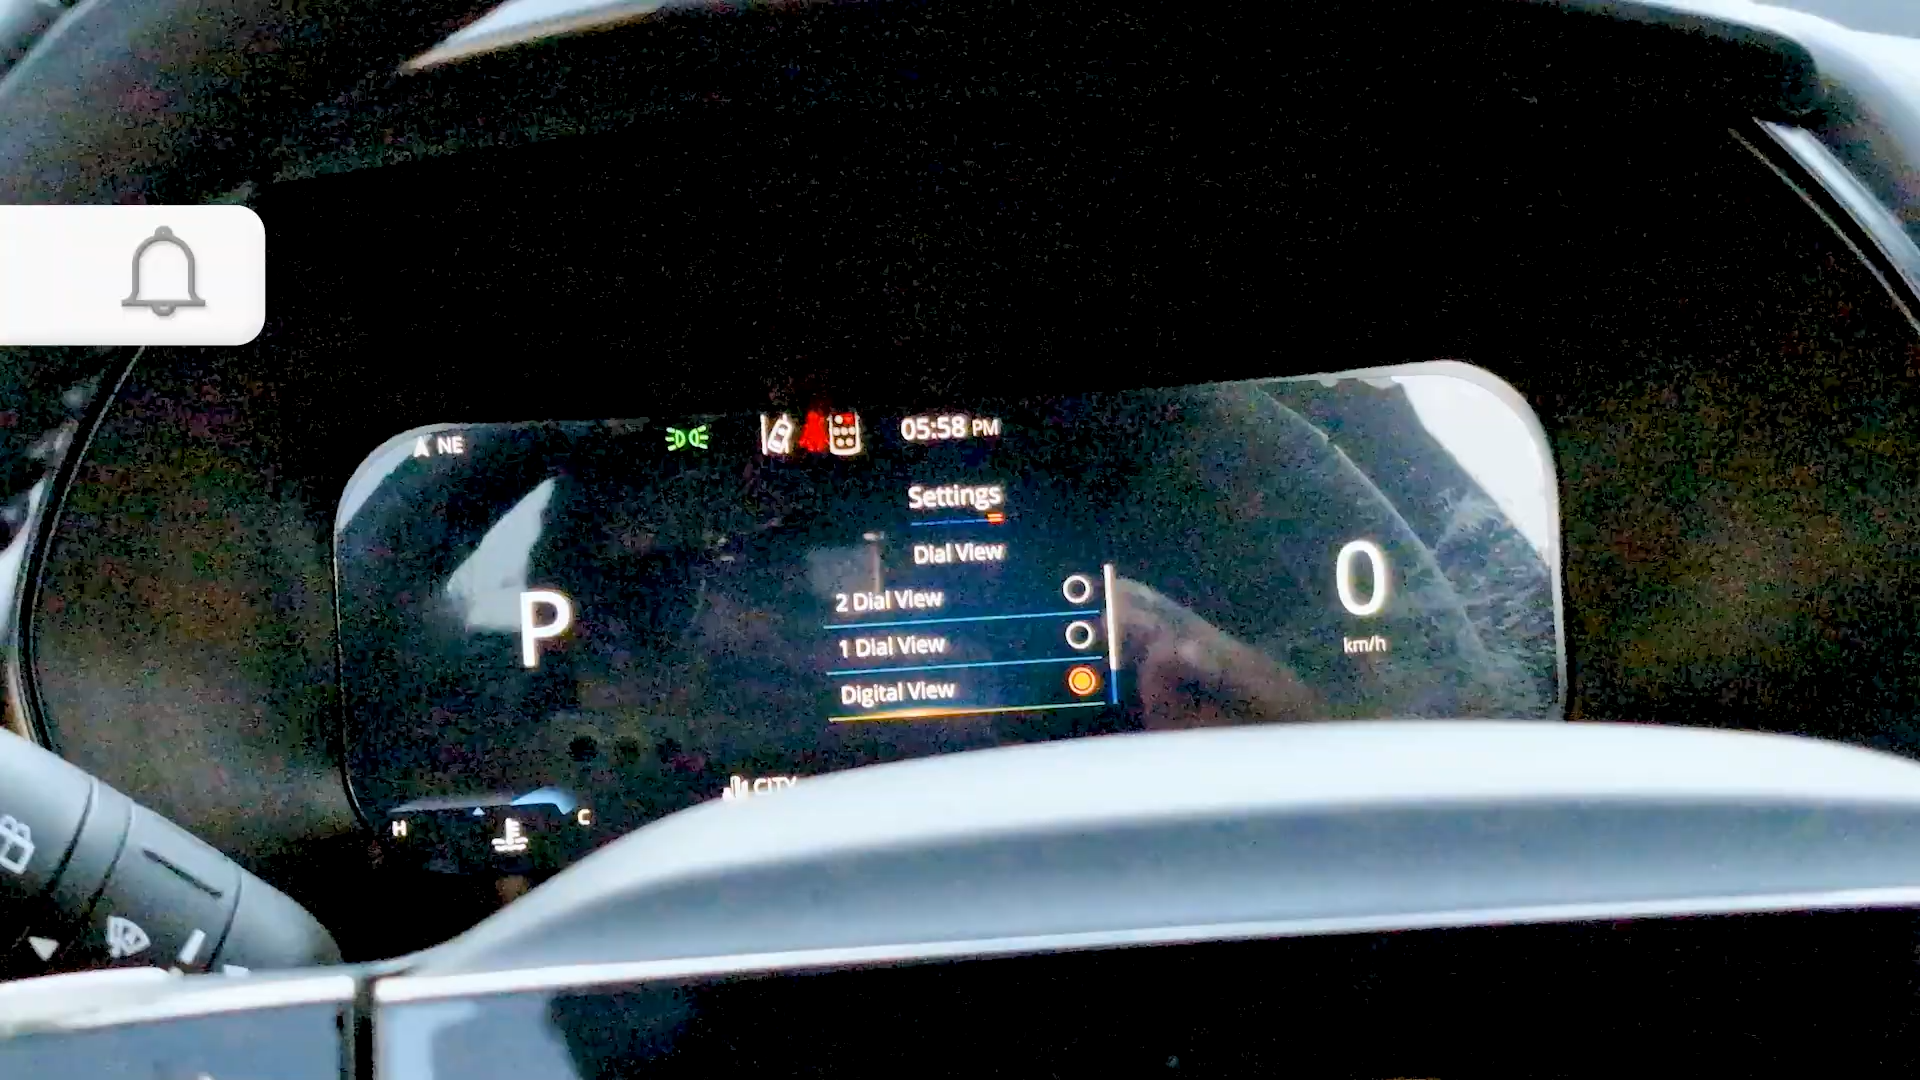 NE
05:58 PM
Settings
Dial View
2 Dial View
1 Dial View
Digital View
P
0
km/h
CITY
H
C